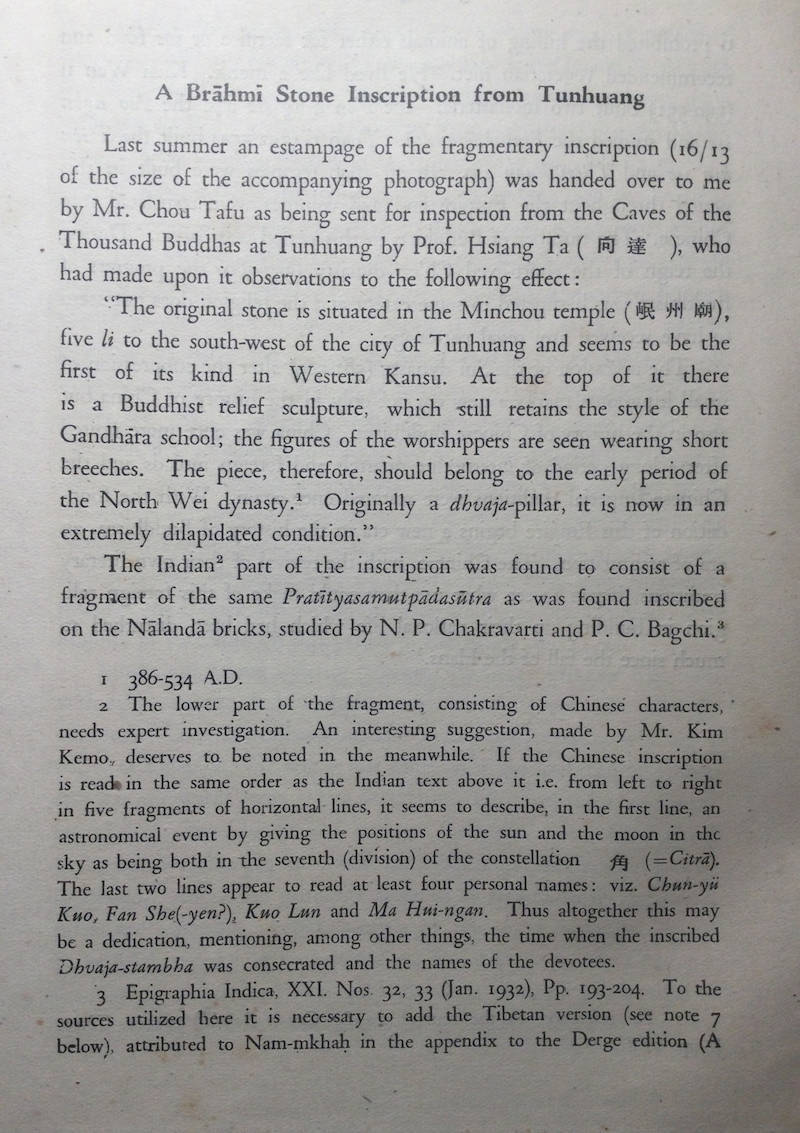 A Brāhmī Stone Inscription from Tunhuang
Last summer an estampage of the fragmentary inscription (16/13
of the size of the accompanying photograph) was handed over to me
by Mr. Chou Tafu as being sent for inspection from the Caves of the
Thousand Buddhas at Tunhuang by Prof. Hsiang Ta ( 向 達 ), who
had made upon it observations to the following effect:
“The original stone is situated in the Minchou temple (岷 州 廟),
five li to the south-west of the city of Tunhuang and seems to be the
first of its kind in Western Kansu. At the top of it there
is a Buddhist relief sculpture, which still retains the style of the
Gandhāra school; the figures of the worshippers are seen wearing short
breeches. The piece, therefore, should belong to the early period of
the North Wei dynasty.¹ Originally a dhvaja-pillar, it is now in an
extremely dilapidated condition.”
The Indian² part of the inscription was found to consist of a
fragment of the same Pratītyasamutpādasūtra as was found inscribed
on the Nālandā bricks, studied by N. P. Chakravarti and P. C. Bagchi.³
1 386-534 A.D.
2 The lower part of the fragment, consisting of Chinese characters,
needs expert investigation. An interesting suggestion, made by Mr. Kim
Kemo, deserves to be noted in the meanwhile. If the Chinese inscription
is read in the same order as the Indian text above it i.e. from left to right
in five fragments of horizontal lines, it seems to describe, in the first line, an
astronomical event by giving the positions of the sun and the moon in the
sky as being both in the seventh (division) of the constellation 角 (=Citrā).
The last two lines appear to read at least four personal names: viz. Chun-yü
Kuo, Fan She(-yen?), Kuo Lun and Ma Hui-ngan. Thus altogether this may
be a dedication, mentioning, among other things, the time when the inscribed
Dhvaja-stambha was consecrated and the names of the devotees.
3 Epigraphia Indica, XXI. Nos. 32, 33 (Jan. 1932), Pp. 193-204. To the
sources utilized here it is necessary to add the Tibetan version (see note 7
below), attributed to Nam-mkhaḥ in the appendix to the Derge edition (A